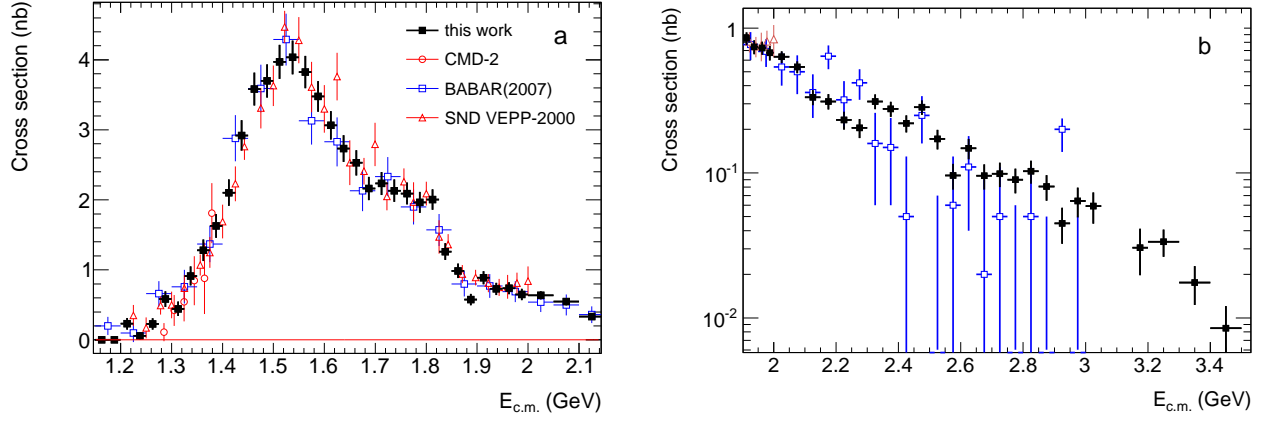 Cross section (nb)
4
3
2
1
0
a
this work
CMD-2
BABAR(2007)
SND VEPP-2000
1.2 1.3 1.4 1.5 1.6 1.7 1.8 1.9 2 2.1
E_c.m. (GeV)
Cross section (nb)
1
10^-1
10^-2
b
2 2.2 2.4 2.6 2.8 3 3.2 3.4
E_c.m. (GeV)